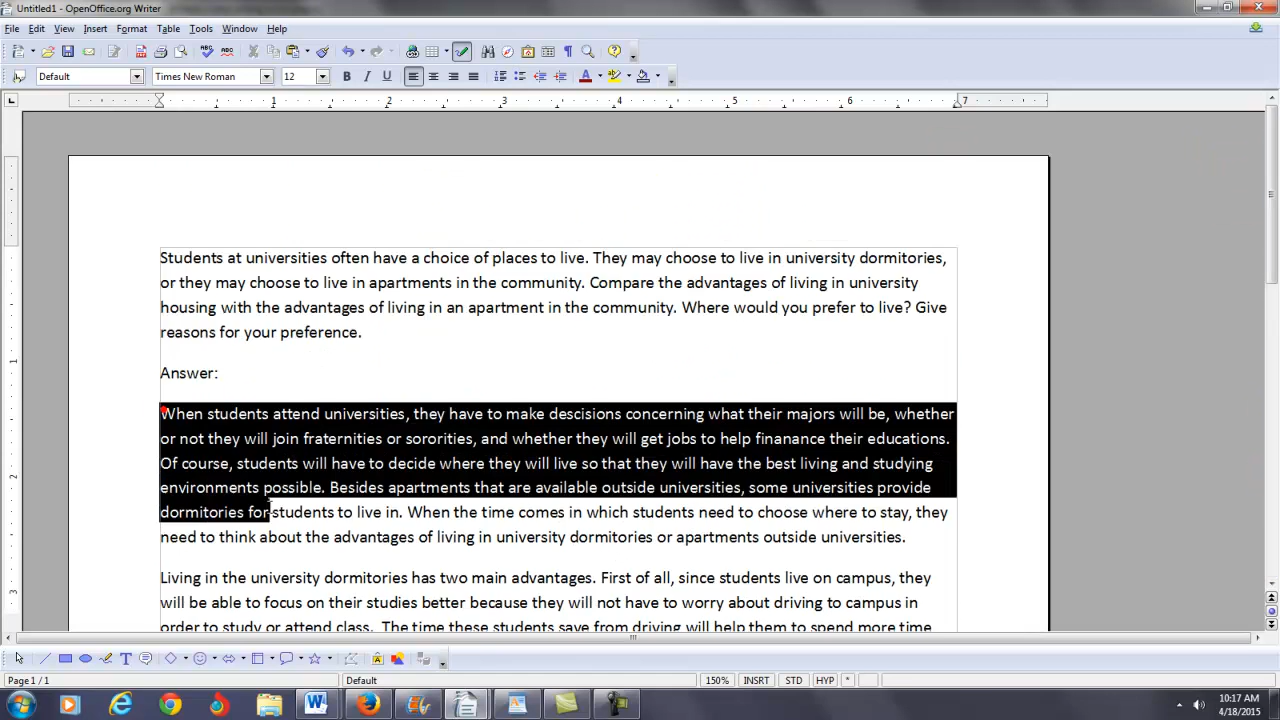 Untitled1 - OpenOffice.org Writer
File Edit View Insert Format Table Tools Window Help
Default Times New Roman 12
1 2 3 4 5 6 7
Students at universities often have a choice of places to live. They may choose to live in university dormitories,
or they may choose to live in apartments in the community. Compare the advantages of living in university
housing with the advantages of living in an apartment in the community. Where would you prefer to live? Give
reasons for your preference.
Answer:
When students attend universities, they have to make descisions concerning what their majors will be, whether
or not they will join fraternities or sororities, and whether they will get jobs to help finanance their educations.
Of course, students will have to decide where they will live so that they will have the best living and studying
environments possible. Besides apartments that are available outside universities, some universities provide
dormitories for students to live in. When the time comes in which students need to choose where to stay, they
need to think about the advantages of living in university dormitories or apartments outside universities.
Living in the university dormitories has two main advantages. First of all, since students live on campus, they
will be able to focus on their studies better because they will not have to worry about driving to campus in
order to study or attend class. The time these students save from driving will help them to spend more time
1
2
3
Page 1 / 1 Default 150% INSRT STD HYP *
10:17 AM
4/18/2015